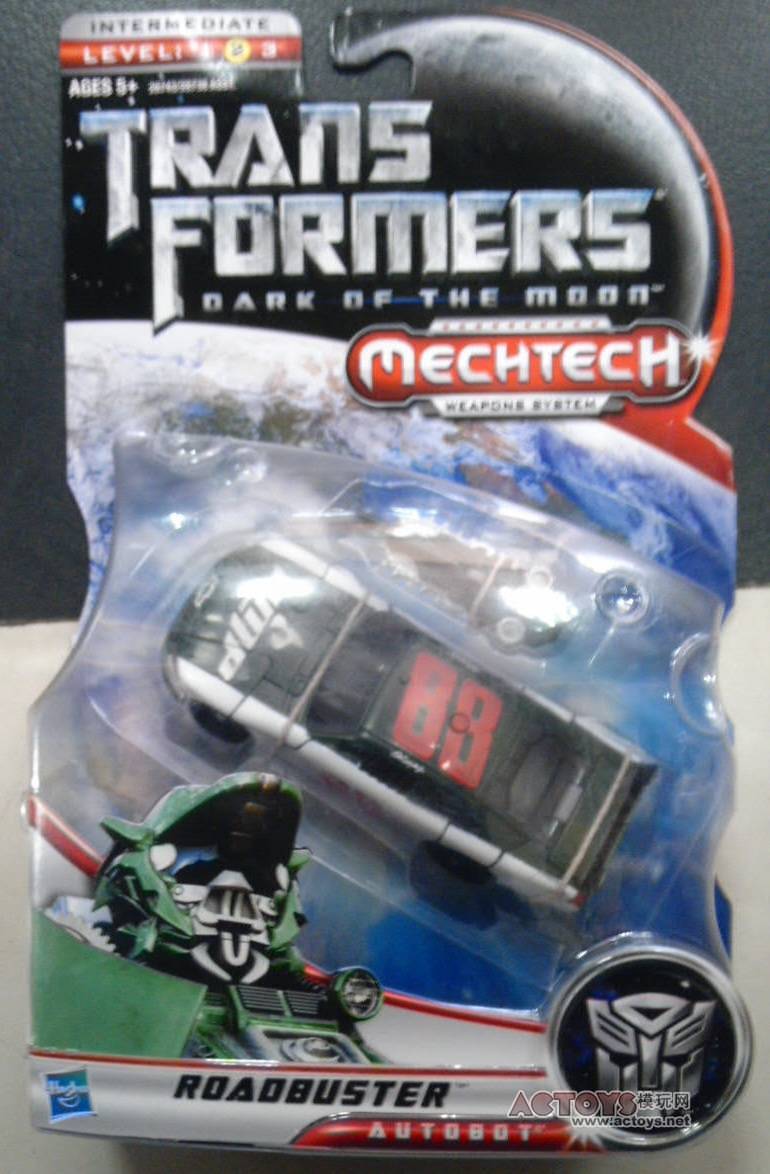 INTERMEDIATE
LEVEL: 1 2 3
AGES 5+
TRANS
FORMERS
DARK OF THE MOON
MECHTECH
WEAPONS SYSTEM
88
Hasbro
ROADBUSTER™
AUTOBOT
ACTOYS模玩网
www.actoys.net